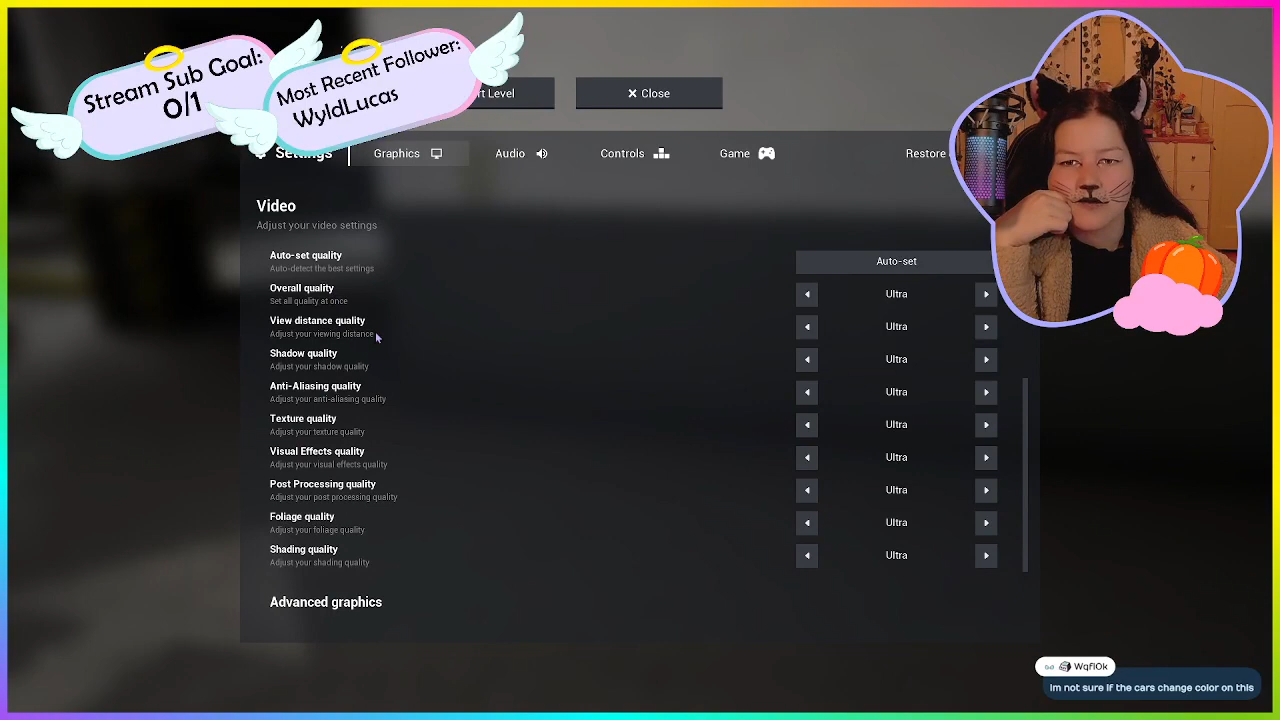 Stream Sub Goal:
0/1
Most Recent Follower:
WyldLucas
Level
Close
Settings
Graphics
Audio
Controls
Game
Restore
Video
Adjust your video settings
Auto-set quality
Auto-detect the best settings
Auto-set
Overall quality
Set all quality at once
Ultra
View distance quality
Adjust your viewing distance
Ultra
Shadow quality
Adjust your shadow quality
Ultra
Anti-Aliasing quality
Adjust your anti-aliasing quality
Ultra
Texture quality
Adjust your texture quality
Ultra
Visual Effects quality
Adjust your visual effects quality
Ultra
Post Processing quality
Adjust your post processing quality
Ultra
Foliage quality
Adjust your foliage quality
Ultra
Shading quality
Adjust your shading quality
Ultra
Advanced graphics
Im not sure if the cars change color on this